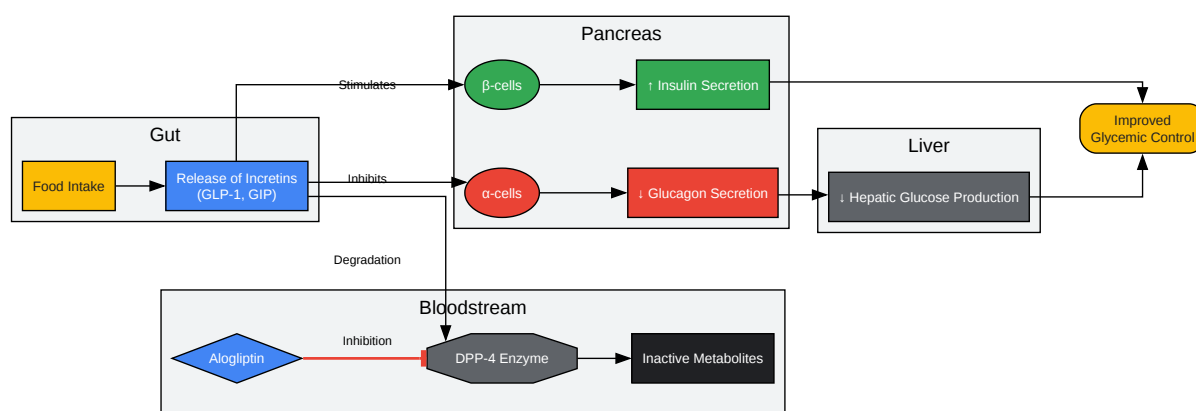 Pancreas
Stimulates
β-cells
↑ Insulin Secretion
Improved
Glycemic Control
Gut
Food Intake
Release of Incretins
(GLP-1, GIP)
Inhibits
α-cells
↓ Glucagon Secretion
Liver
↓ Hepatic Glucose Production
Degradation
Bloodstream
Alogliptin
Inhibition
DPP-4 Enzyme
Inactive Metabolites